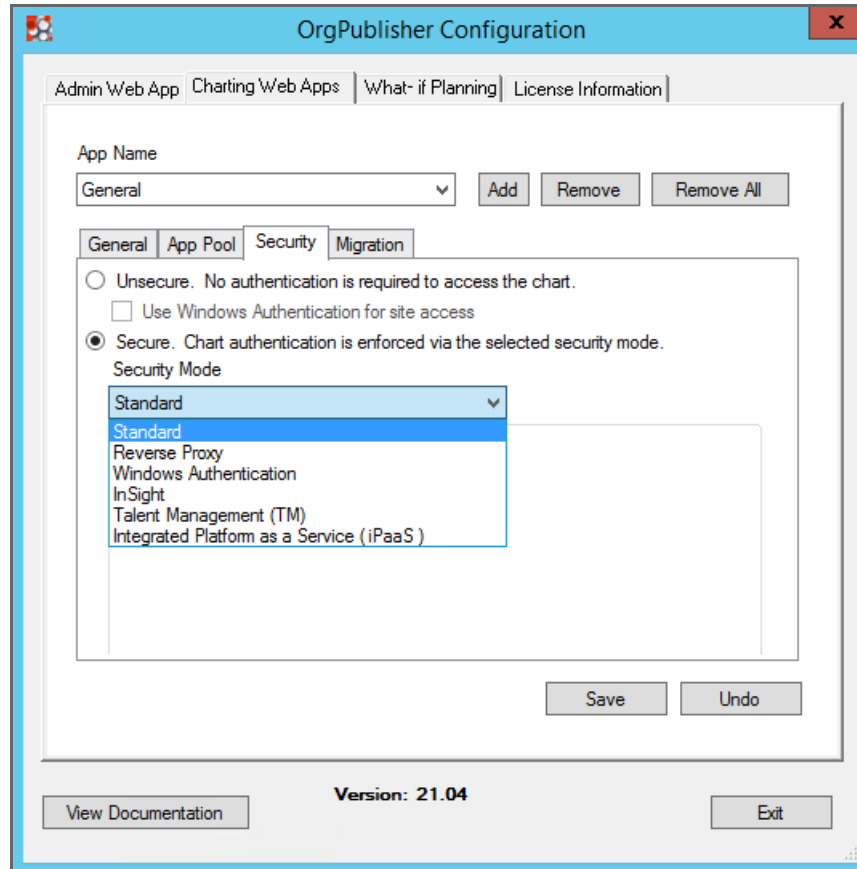 OrgPublisher Configuration
x
Admin Web App Charting Web Apps What- if Planning License Information
App Name
General Add Remove Remove All
General App Pool Security Migration
Unsecure. No authentication is required to access the chart.
Use Windows Authentication for site access
Secure. Chart authentication is enforced via the selected security mode.
Security Mode
Standard
Standard
Reverse Proxy
Windows Authentication
InSight
Talent Management (TM)
Integrated Platform as a Service ( iPaaS )
Save Undo
Version: 21.04
View Documentation Exit